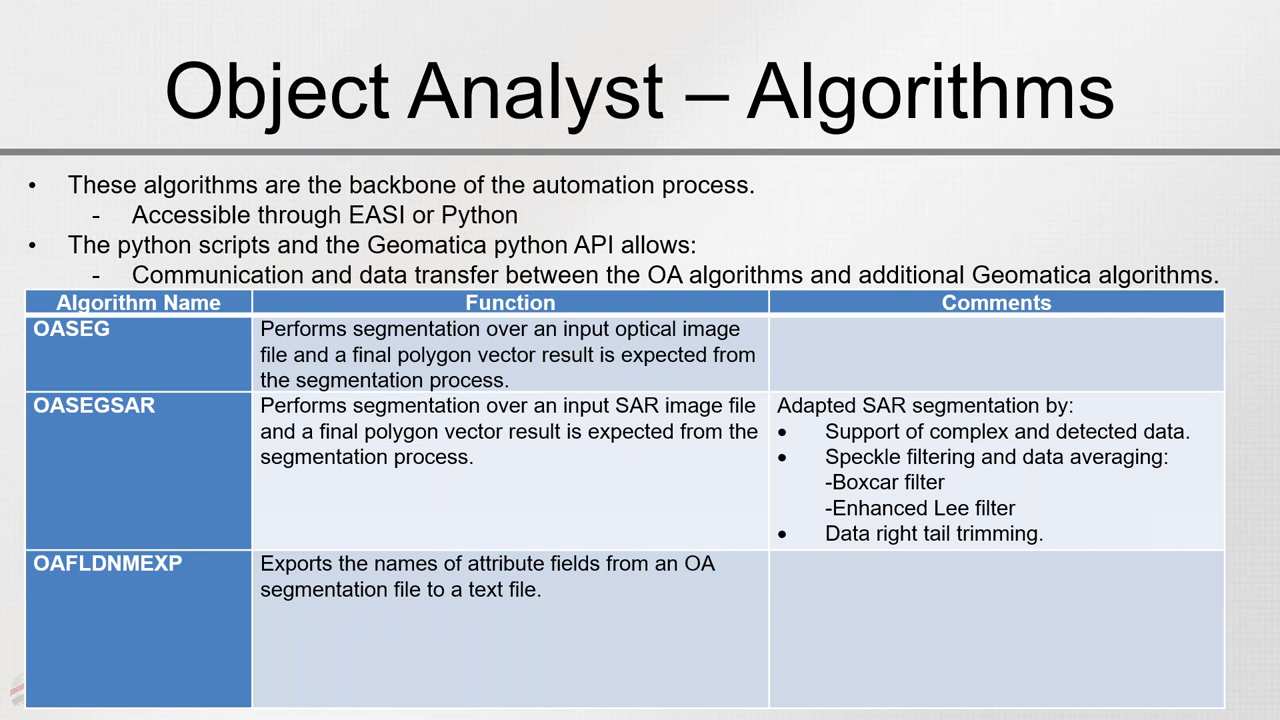 Object Analyst – Algorithms
• These algorithms are the backbone of the automation process.
- Accessible through EASI or Python
• The python scripts and the Geomatica python API allows:
- Communication and data transfer between the OA algorithms and additional Geomatica algorithms.
Algorithm Name Function Comments
OASEG
Performs segmentation over an input optical image
file and a final polygon vector result is expected from
the segmentation process.
OASEGSAR
Performs segmentation over an input SAR image file
and a final polygon vector result is expected from the
segmentation process.
Adapted SAR segmentation by:
• Support of complex and detected data.
• Speckle filtering and data averaging:
-Boxcar filter
-Enhanced Lee filter
• Data right tail trimming.
OAFLDNMEXP
Exports the names of attribute fields from an OA
segmentation file to a text file.